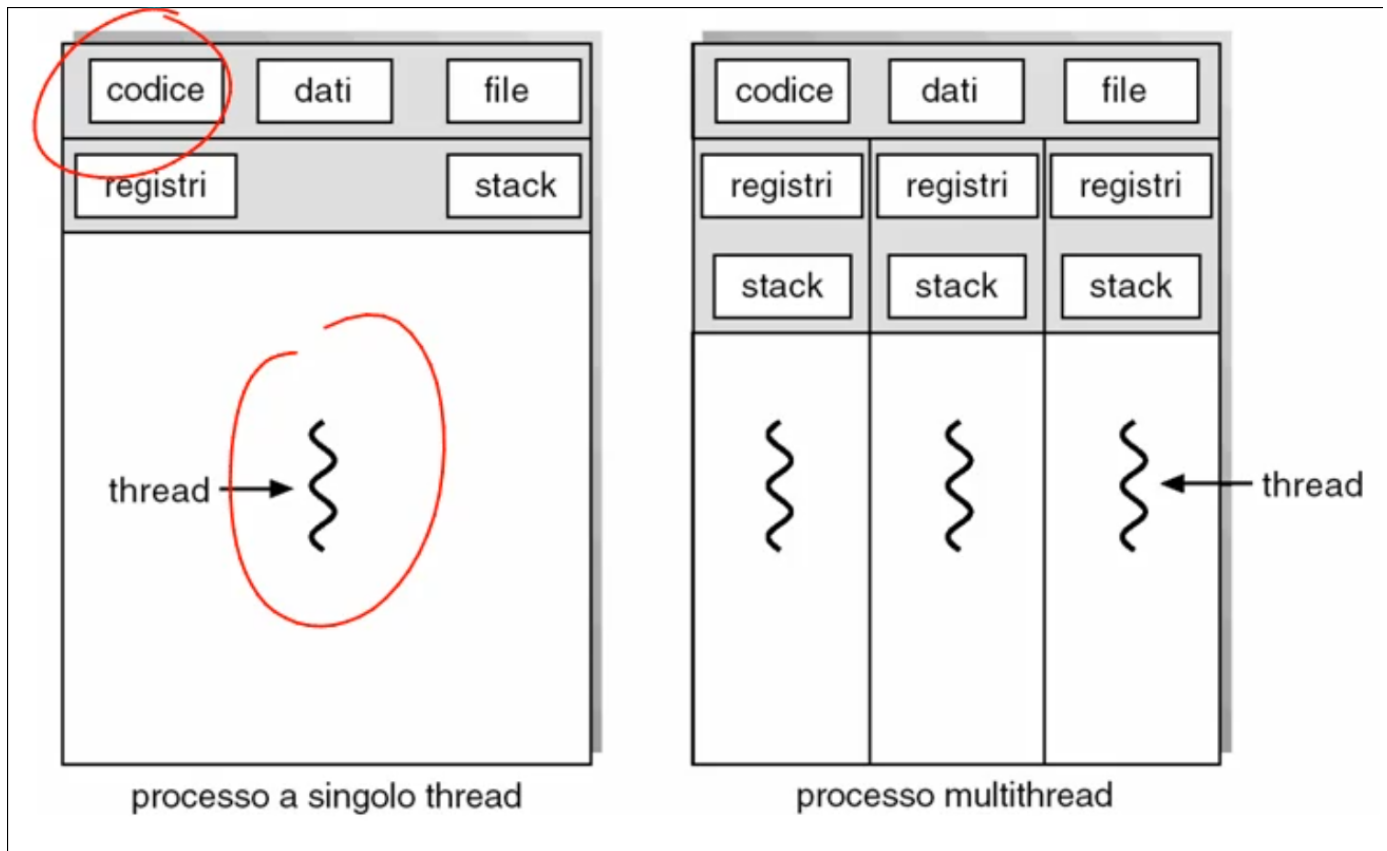 codice dati file codice dati file
registri stack registri registri registri
stack stack stack
thread thread
processo a singolo thread processo multithread